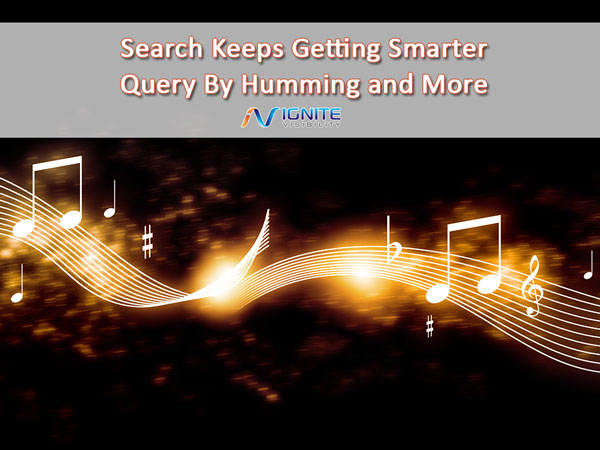 Search Keeps Getting Smarter
Query By Humming and More
IGNITE
VISIBILITY